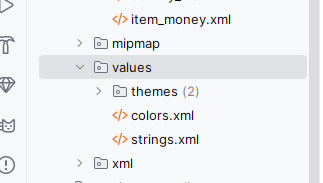 item_money.xml
mipmap
values
themes (2)
colors.xml
strings.xml
xml